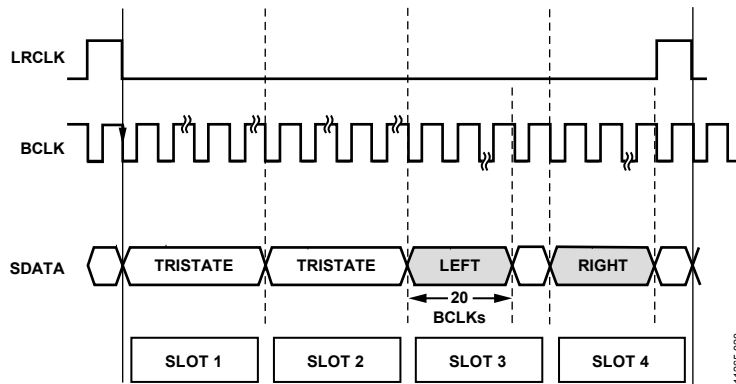 LRCLK
BCLK
SDATA
TRISTATE TRISTATE LEFT RIGHT
20
BCLKs
SLOT 1 SLOT 2 SLOT 3 SLOT 4